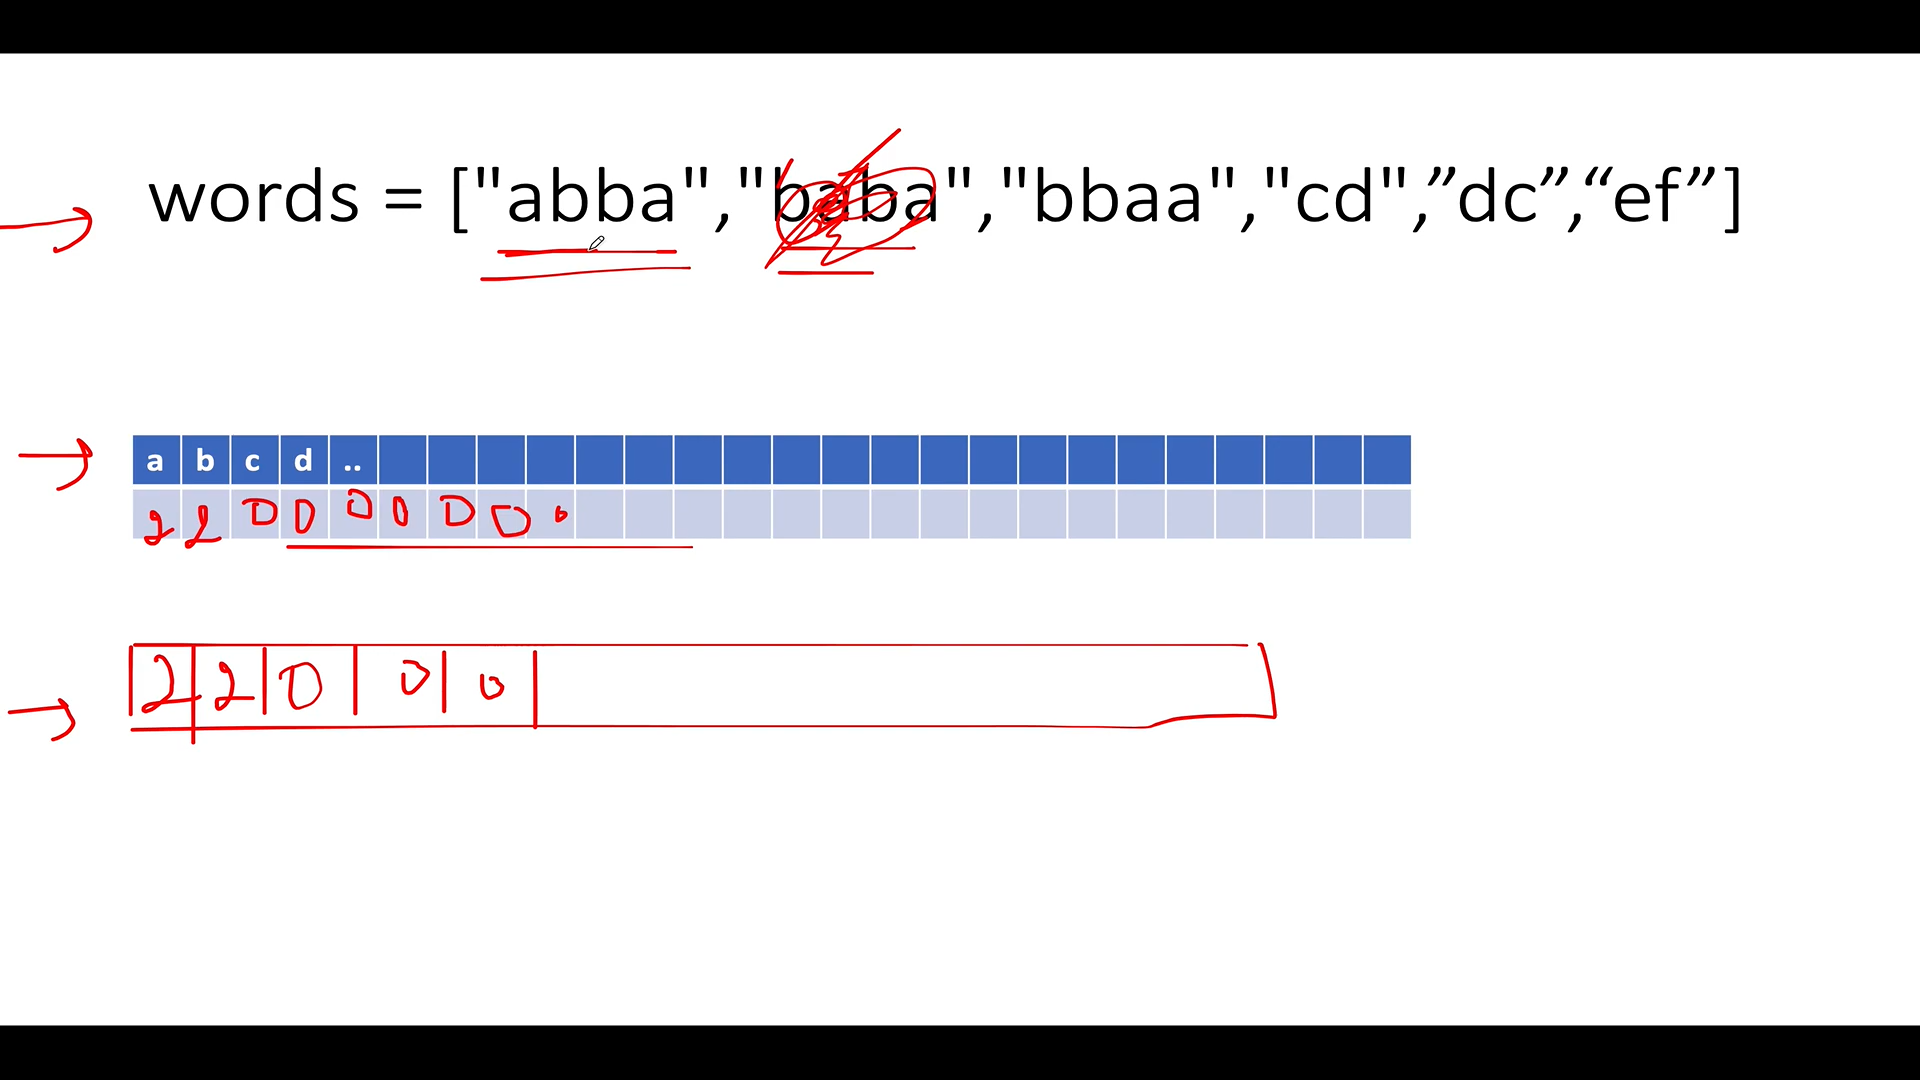 words = ["abba","baba","bbaa","cd",”dc”,“ef”]
a b c d ..
2 2 0 0 0 0 0 0 0
2 2 0 0 0